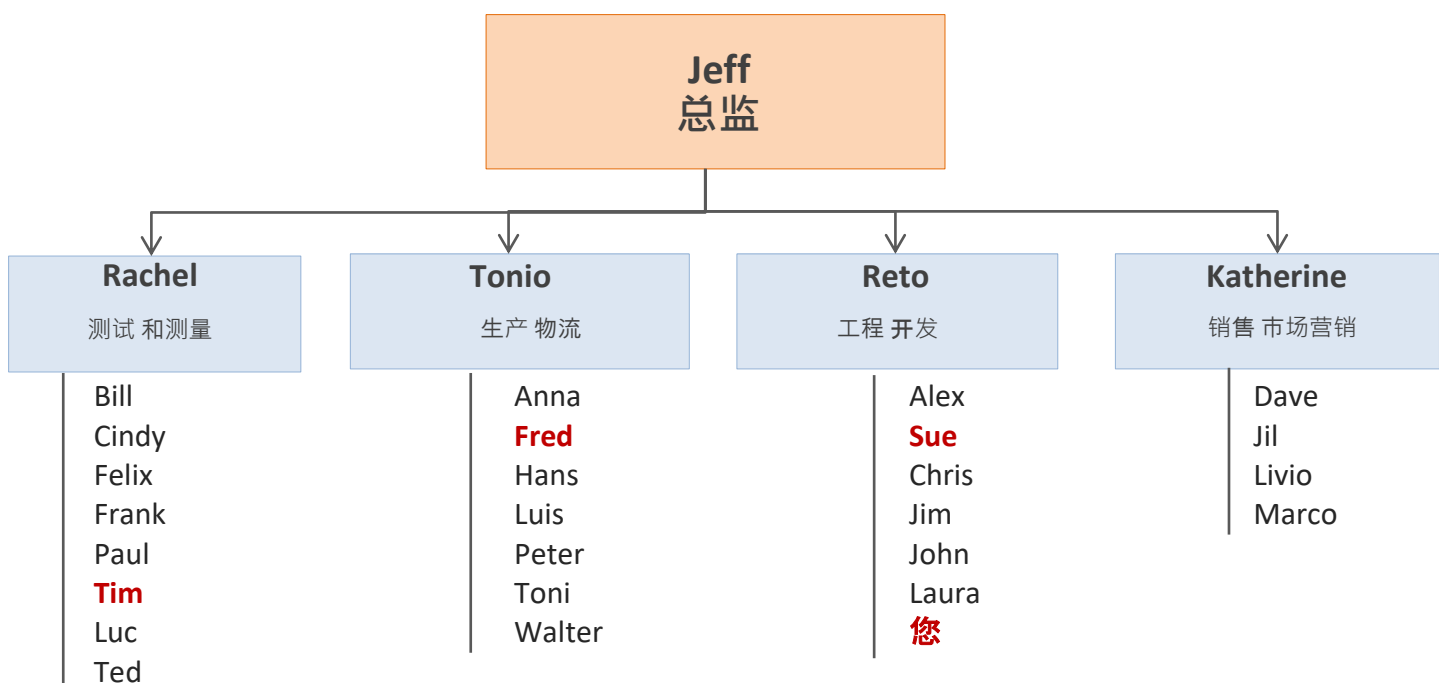 Jeff
总监
Rachel
测试 和测量
Bill
Cindy
Felix
Frank
Paul
Tim
Luc
Ted
Tonio
生产 物流
Anna
Fred
Hans
Luis
Peter
Toni
Walter
Reto
工程 开发
Alex
Sue
Chris
Jim
John
Laura
您
Katherine
销售 市场营销
Dave
Jil
Livio
Marco